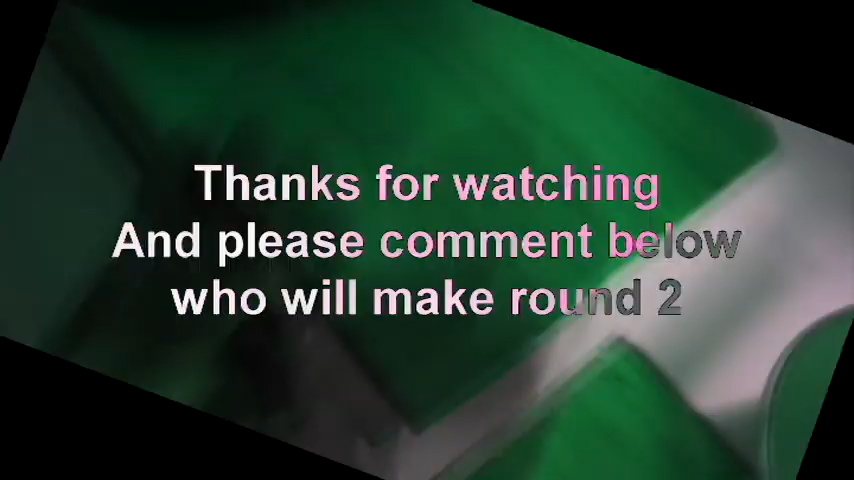 Thanks for watching
And please comment below
who will make round 2